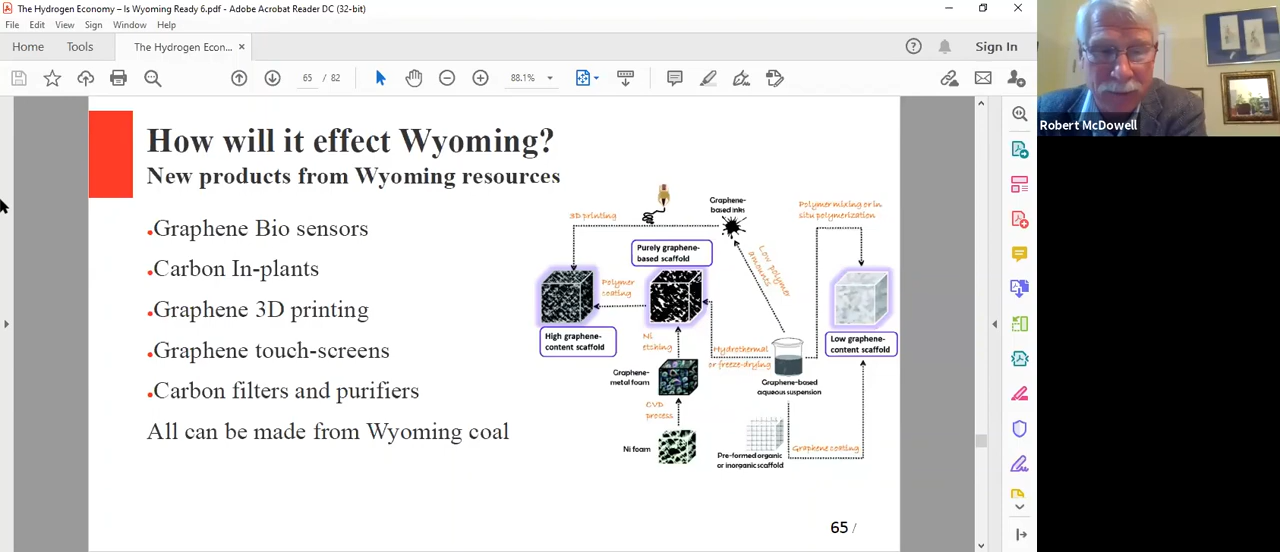 The Hydrogen Economy – Is Wyoming Ready 6.pdf - Adobe Acrobat Reader DC (32-bit)
File Edit View Sign Window Help
Home Tools The Hydrogen Econ... × Sign In
65 / 82 88.1%
Robert McDowell
How will it effect Wyoming?
New products from Wyoming resources
•Graphene Bio sensors
•Carbon In-plants
•Graphene 3D printing
•Graphene touch-screens
•Carbon filters and purifiers
All can be made from Wyoming coal
3D printing
Graphene-
based inks
Polymer mixing or in
situ polymerization
Purely graphene-
based scaffold
Low polymer
amounts
Polymer
coating
High graphene-
content scaffold
Ni
etching
Hydrothermal
or freeze-drying
Low graphene-
content scaffold
Graphene-
metal foam
Graphene-based
aqueous suspension
CVD
process
Ni foam
Pre-formed organic
or inorganic scaffold
Graphene coating
65 /